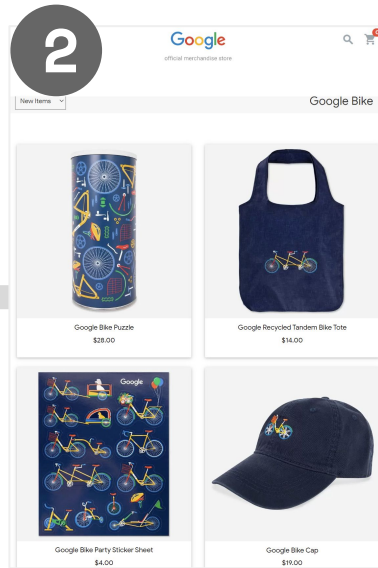 2
Google
official merchandise store
New Items
Google Bike
Google Bike Puzzle
$28.00
Google Recycled Tandem Bike Tote
$14.00
Google
Google Bike Party Sticker Sheet
$4.00
Google Bike Cap
$19.00